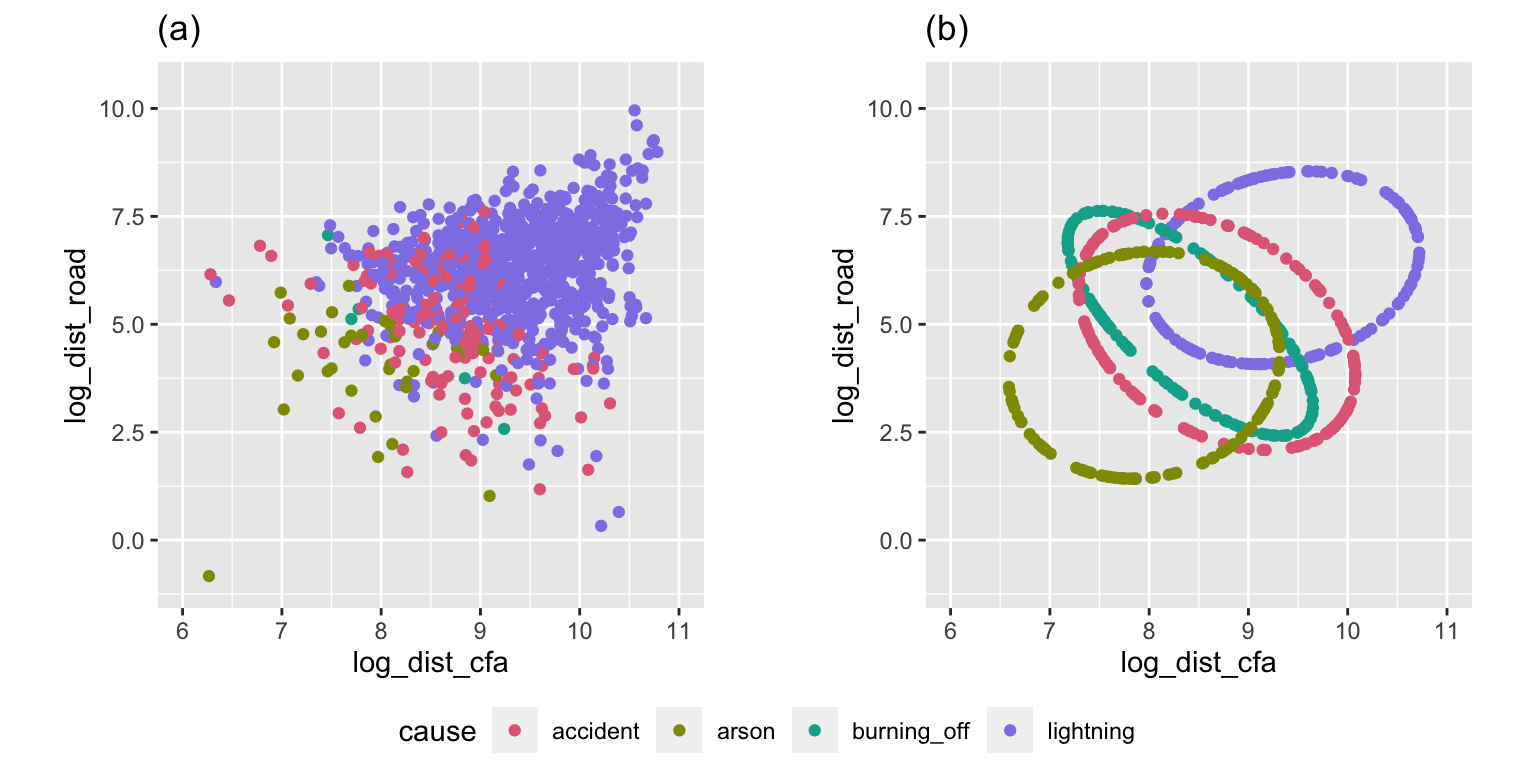 (a)
10.0
7.5
5.0
2.5
0.0
log_dist_road
6 7 8 9 10 11
log_dist_cfa
(b)
10.0
7.5
5.0
2.5
0.0
log_dist_road
6 7 8 9 10 11
log_dist_cfa
cause accident arson burning_off lightning